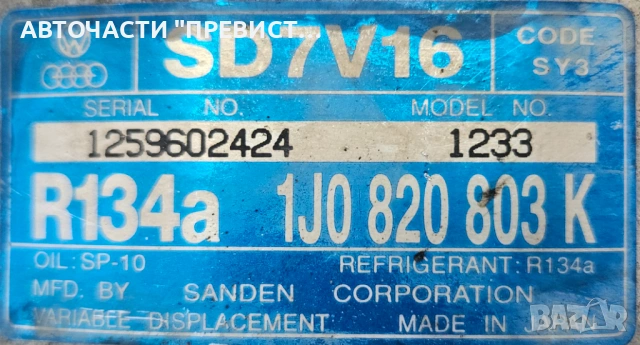 АВТОЧАСТИ "ПРЕВИСТ...
SD7V16
CODE
SY3
SERIAL NO.
MODEL NO.
1259602424
1233
R134a
1J0 820 803 K
OIL: SP-10
REFRIGERANT: R134a
MFD. BY SANDEN CORPORATION
VARIABLE DISPLACEMENT
MADE IN
BAZAR